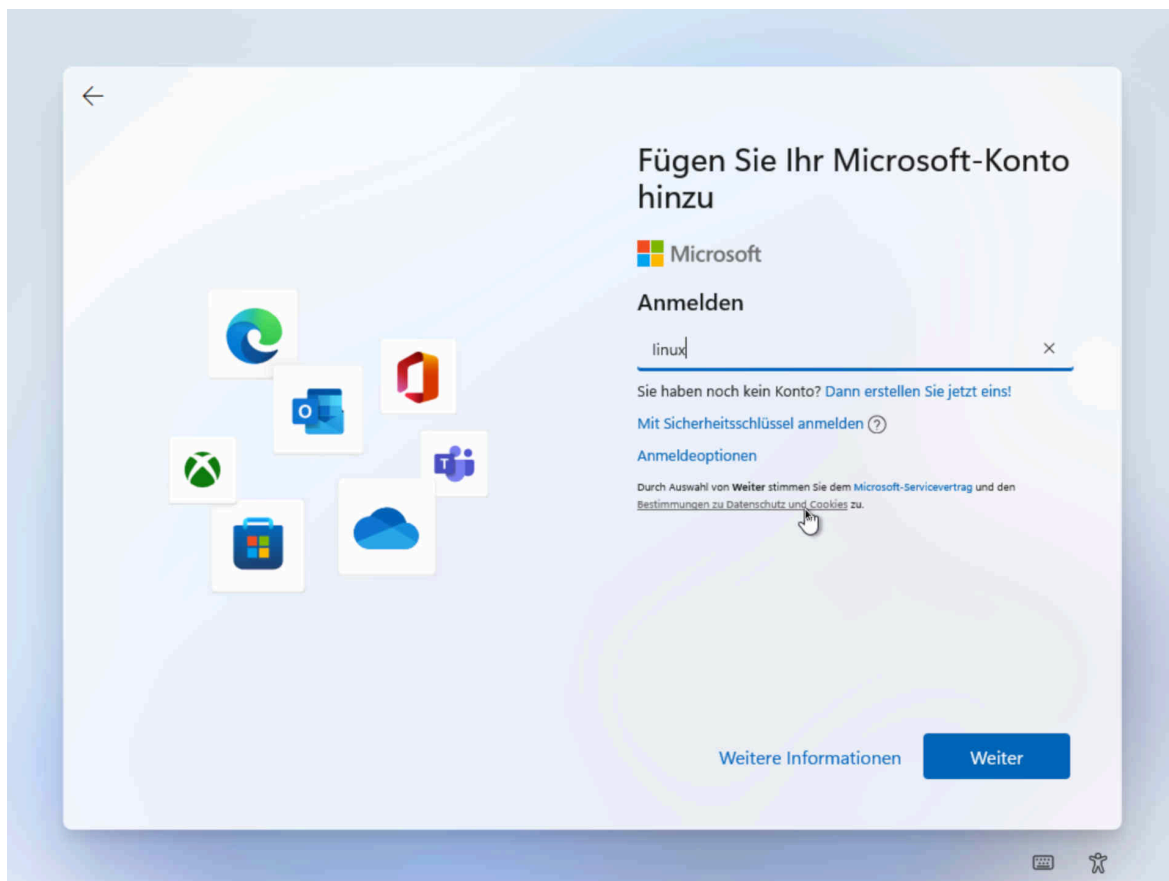 Fügen Sie Ihr Microsoft-Konto
hinzu
Microsoft
Anmelden
linux
Sie haben noch kein Konto? Dann erstellen Sie jetzt eins!
Mit Sicherheitsschlüssel anmelden
Anmeldeoptionen
Durch Auswahl von Weiter stimmen Sie dem Microsoft-Servicevertrag und den
Bestimmungen zu Datenschutz und Cookies zu.
Weitere Informationen
Weiter